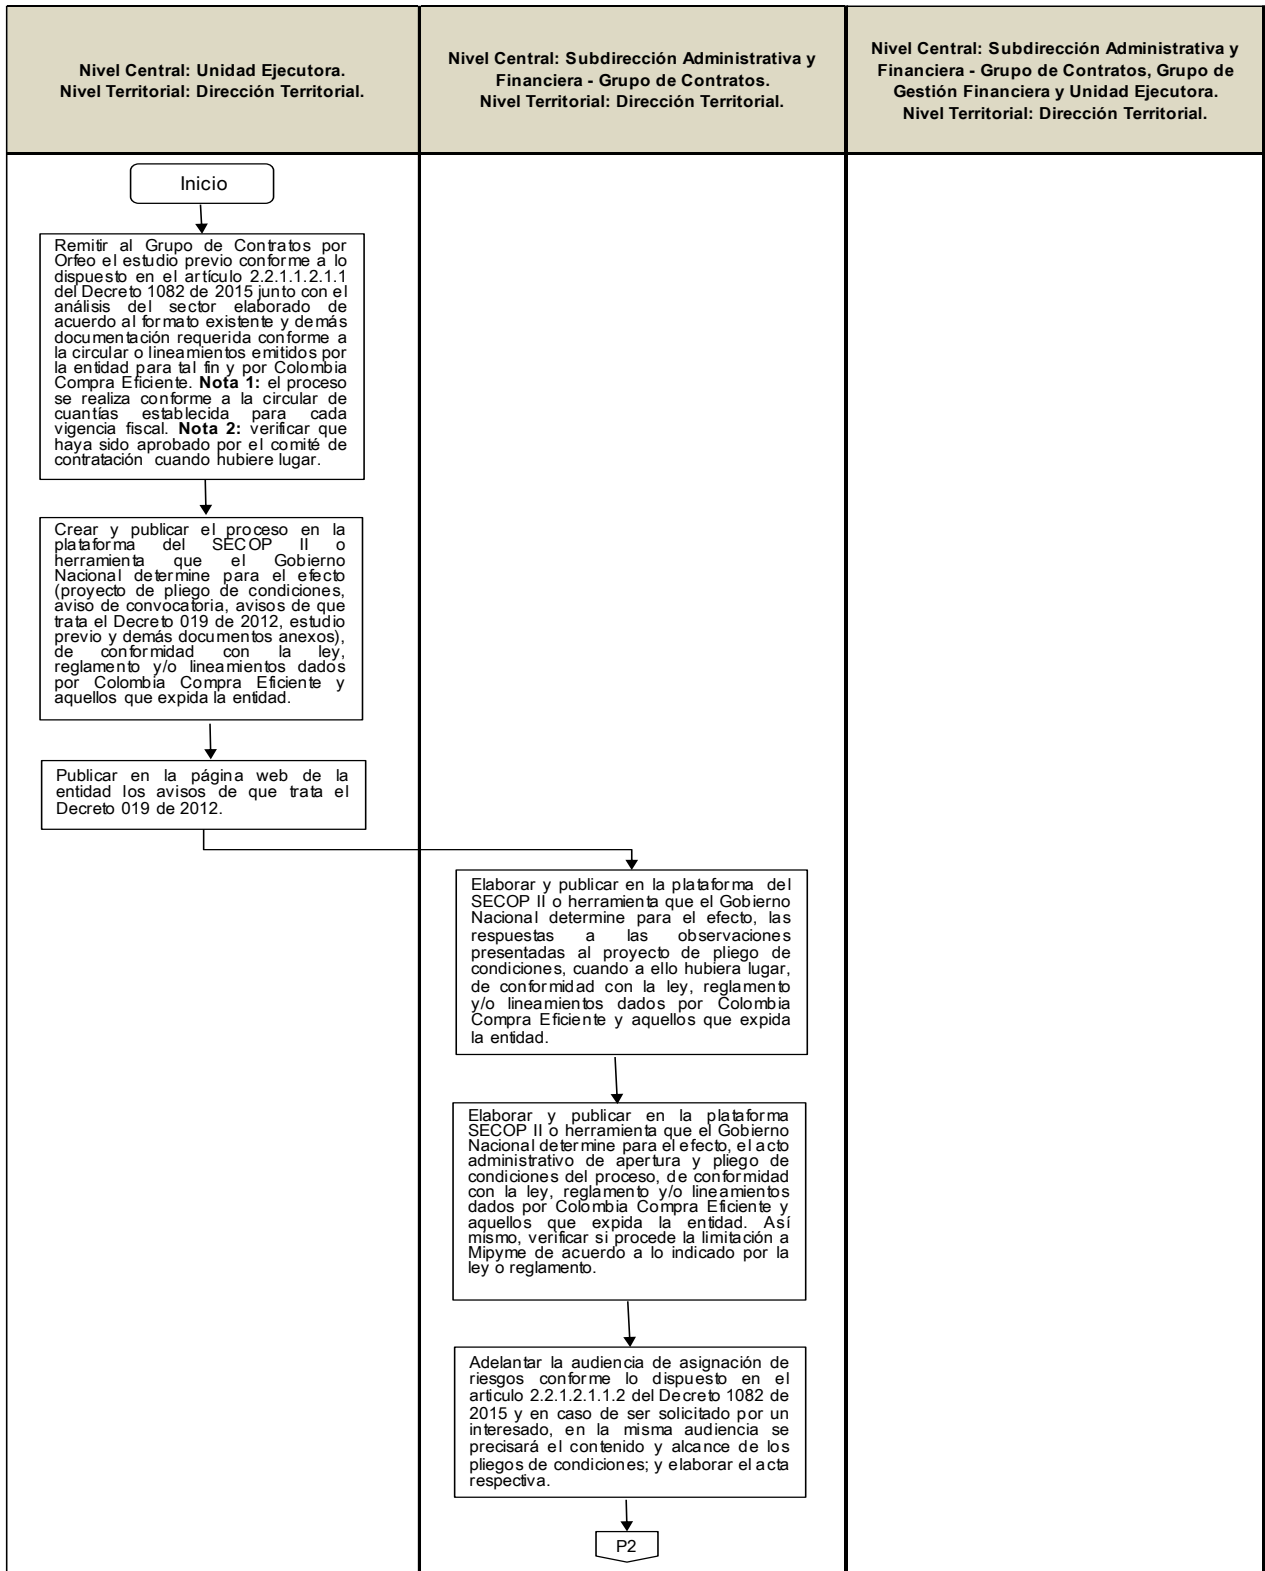 Nivel Central: Unidad Ejecutora.
Nivel Territorial: Dirección Territorial.
Nivel Central: Subdirección Administrativa y
Financiera - Grupo de Contratos.
Nivel Territorial: Dirección Territorial.
Nivel Central: Subdirección Administrativa y
Financiera - Grupo de Contratos, Grupo de
Gestión Financiera y Unidad Ejecutora.
Nivel Territorial: Dirección Territorial.
Inicio
Remitir al Grupo de Contratos por
Orfeo el estudio previo conforme a lo
dispuesto en el artículo 2.2.1.1.2.1.1
del Decreto 1082 de 2015 junto con el
análisis del sector elaborado de
acuerdo al formato existente y demás
documentación requerida conforme a
la circular o lineamientos emitidos por
la entidad para tal fin y por Colombia
Compra Eficiente. Nota 1: el proceso
se realiza conforme a la circular de
cuantías establecida para cada
vigencia fiscal. Nota 2: verificar que
haya sido aprobado por el comité de
contratación cuando hubiere lugar.
Crear y publicar el proceso en la
plataforma del SECOP II o
herramienta que el Gobierno
Nacional determine para el efecto
(proyecto de pliego de condiciones,
aviso de convocatoria, avisos de que
trata el Decreto 019 de 2012, estudio
previo y demás documentos anexos),
de conformidad con la ley,
reglamento y/o lineamientos dados
por Colombia Compra Eficiente y
aquellos que expida la entidad.
Publicar en la página web de la
entidad los avisos de que trata el
Decreto 019 de 2012.
Elaborar y publicar en la plataforma del
SECOP II o herramienta que el Gobierno
Nacional determine para el efecto, las
respuestas a las observaciones
presentadas al proyecto de pliego de
condiciones, cuando a ello hubiera lugar,
de conformidad con la ley, reglamento
y/o lineamientos dados por Colombia
Compra Eficiente y aquellos que expida
la entidad.
Elaborar y publicar en la plataforma
SECOP II o herramienta que el Gobierno
Nacional determine para el efecto, el acto
administrativo de apertura y pliego de
condiciones del proceso, de conformidad
con la ley, reglamento y/o lineamientos
dados por Colombia Compra Eficiente y
aquellos que expida la entidad. Así
mismo, verificar si procede la limitación a
Mipyme de acuerdo a lo indicado por la
ley o reglamento.
Adelantar la audiencia de asignación de
riesgos conforme lo dispuesto en el
articulo 2.2.1.2.1.1.2 del Decreto 1082 de
2015 y en caso de ser solicitado por un
interesado, en la misma audiencia se
precisará el contenido y alcance de los
pliegos de condiciones; y elaborar el acta
respectiva.
P2